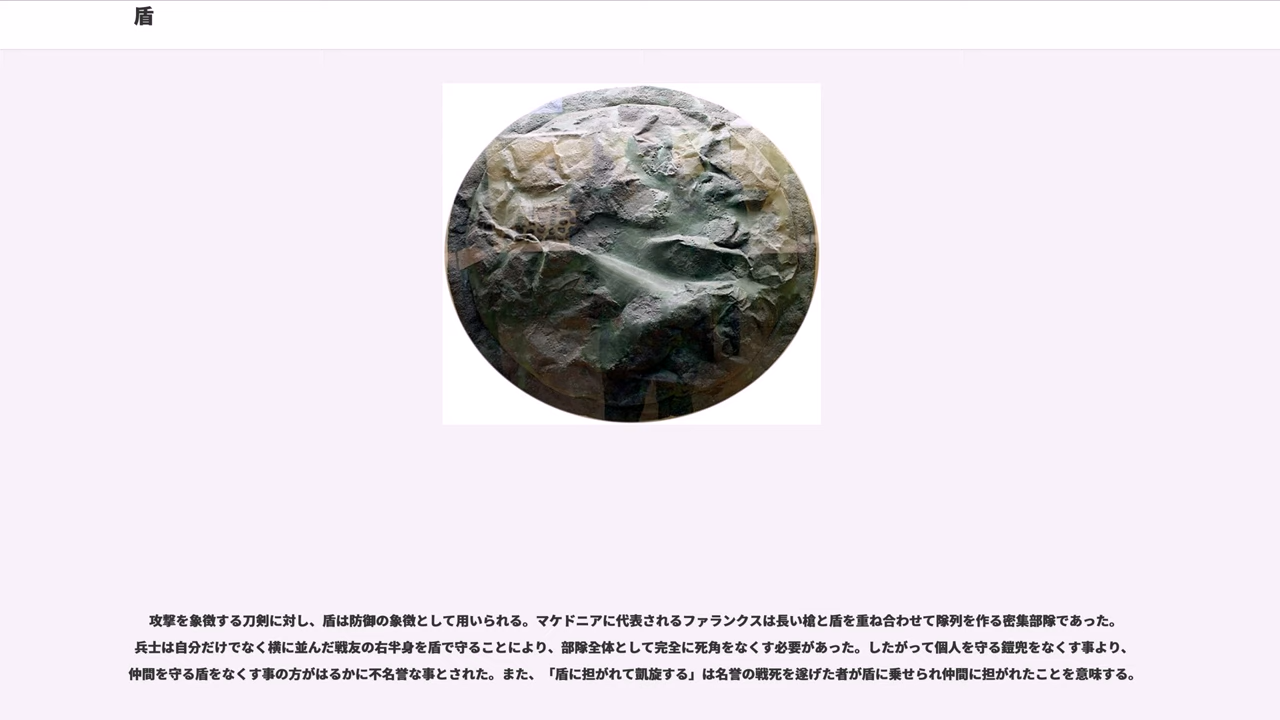 盾
攻撃を象徴する刀剣に対し、盾は防御の象徴として用いられる。マケドニアに代表されるファランクスは長い槍と盾を重ね合わせて隊列を作る密集部隊であった。
兵士は自分だけでなく横に並んだ戦友の右半身を盾で守ることにより、部隊全体として完全に死角をなくす必要があった。したがって個人を守る鎧兜をなくす事より、
仲間を守る盾をなくす事の方がはるかに不名誉な事とされた。また、「盾に担がれて凱旋する」は名誉の戦死を遂げた者が盾に乗せられ仲間に担がれたことを意味する。